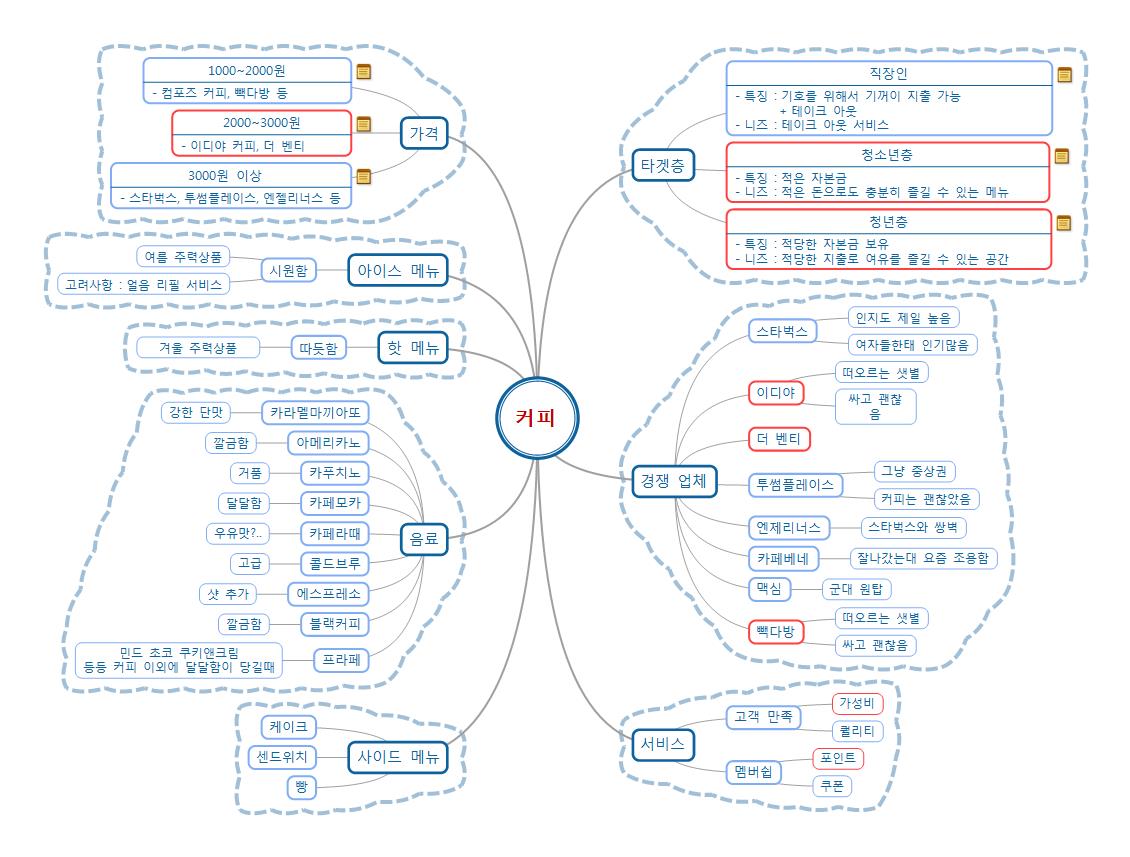 커피
가격
1000~2000원
- 컴포즈 커피, 빽다방 등
2000~3000원
- 이디야 커피, 더 벤티
3000원 이상
- 스타벅스, 투썸플레이스, 엔젤리너스 등
아이스 메뉴
시원함
여름 주력상품
고려사항 : 얼음 리필 서비스
핫 메뉴
따듯함
겨울 주력상품
음료
카라멜마끼아또
강한 단맛
아메리카노
깔금함
카푸치노
거품
카페모카
달달함
카페라때
우유맛?..
콜드브루
고급
에스프레소
샷 추가
블랙커피
깔금함
프라페
민드 초코 쿠키앤크림
등등 커피 이외에 달달함이 당길때
사이드 메뉴
케이크
센드위치
빵
타겟층
직장인
- 특징 : 기호를 위해서 기꺼이 지출 가능
+ 테이크 아웃
- 니즈 : 테이크 아웃 서비스
청소년층
- 특징 : 적은 자본금
- 니즈 : 적은 돈으로도 충분히 즐길 수 있는 메뉴
청년층
- 특징 : 적당한 자본금 보유
- 니즈 : 적당한 지출로 여유를 즐길 수 있는 공간
경쟁 업체
스타벅스
인지도 제일 높음
여자들한태 인기많음
이디야
떠오르는 샛별
싸고 괜찮
음
더 벤티
투썸플레이스
그냥 중상권
커피는 괜찮았음
엔제리너스
스타벅스와 쌍벽
카페베네
잘나갔는대 요즘 조용함
맥심
군대 원탑
빽다방
떠오르는 샛별
싸고 괜찮음
서비스
고객 만족
가성비
퀄리티
멤버쉽
포인트
쿠폰